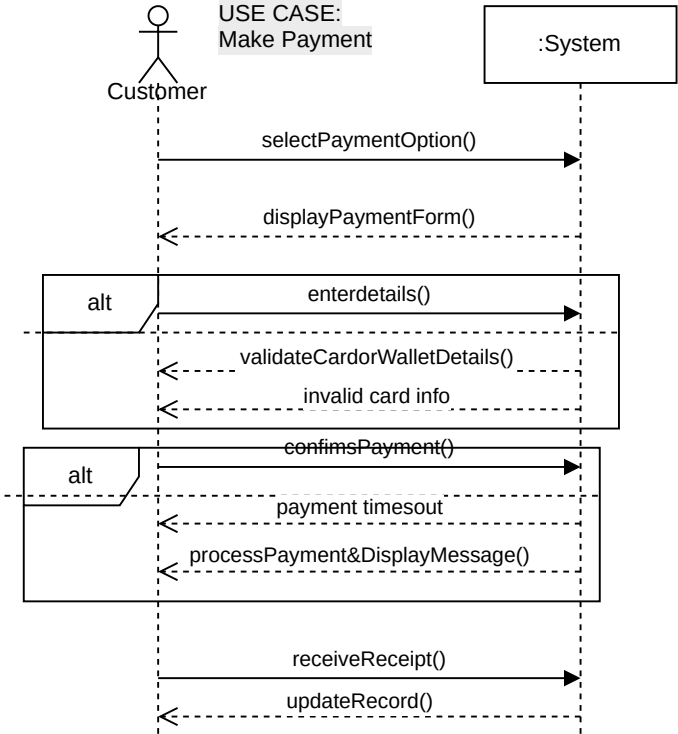 USE CASE:
Make Payment
:System
Customer
selectPaymentOption()
displayPaymentForm()
alt
enterdetails()
validateCardorWalletDetails()
invalid card info
confimsPayment()
alt
payment timesout
processPayment&DisplayMessage()
receiveReceipt()
updateRecord()